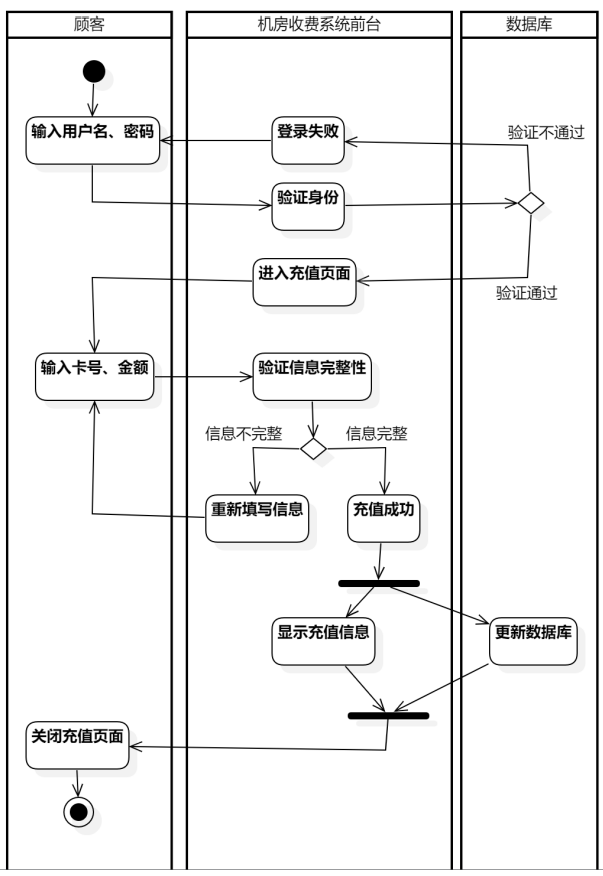 顾客
机房收费系统前台
数据库
输入用户名、密码
登录失败
验证不通过
验证身份
进入充值页面
验证通过
输入卡号、金额
验证信息完整性
信息不完整
信息完整
重新填写信息
充值成功
显示充值信息
更新数据库
关闭充值页面